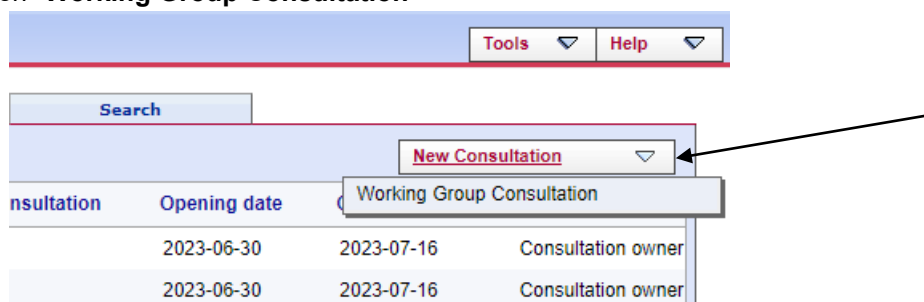 Working Group Consultation
Tools Help
Search
New Consultation
Working Group Consultation
nsultation Opening date
2023-06-30 2023-07-16 Consultation owner
2023-06-30 2023-07-16 Consultation owner